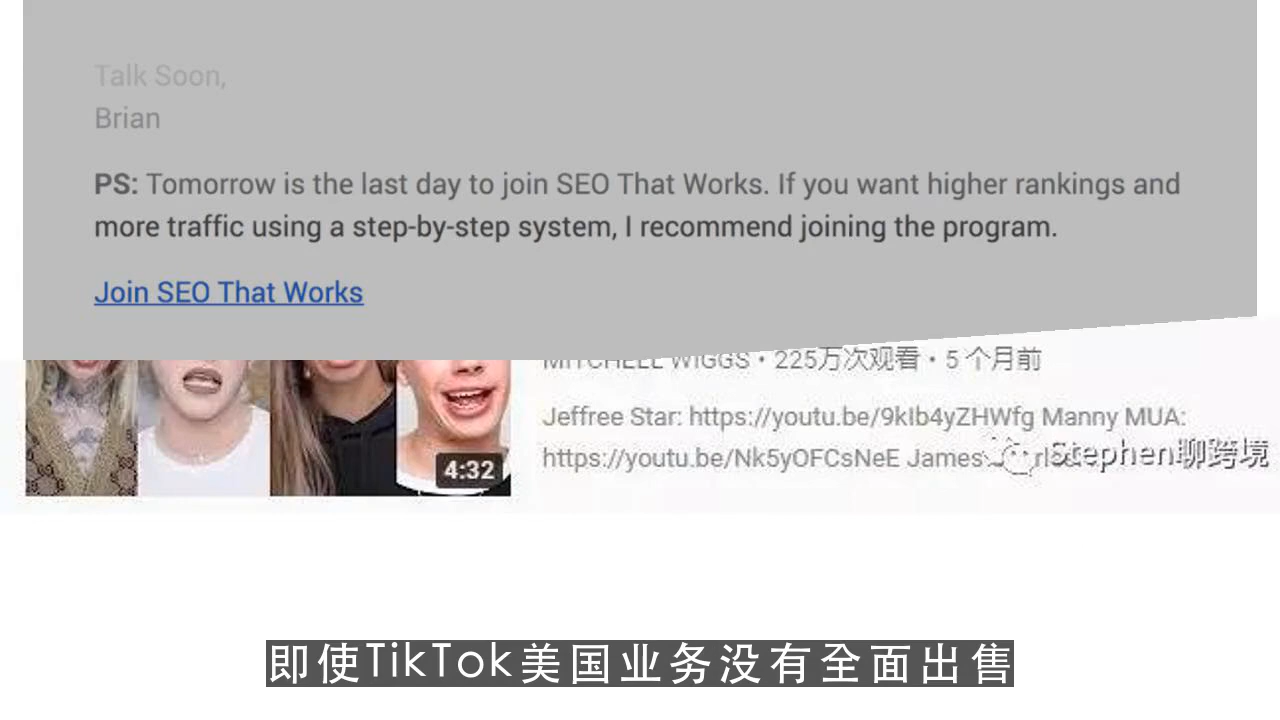 Talk Soon,
Brian
PS: Tomorrow is the last day to join SEO That Works. If you want higher rankings and
more traffic using a step-by-step system, I recommend joining the program.
Join SEO That Works
MITCHELL WIGGS • 225万次观看 • 5 个月前
Jeffree Star: https://youtu.be/9kIb4yZHWfg Manny MUA:
https://youtu.be/Nk5yOFCsNeE James
Stephen聊跨境
4:32
即使TikTok美国业务没有全面出售